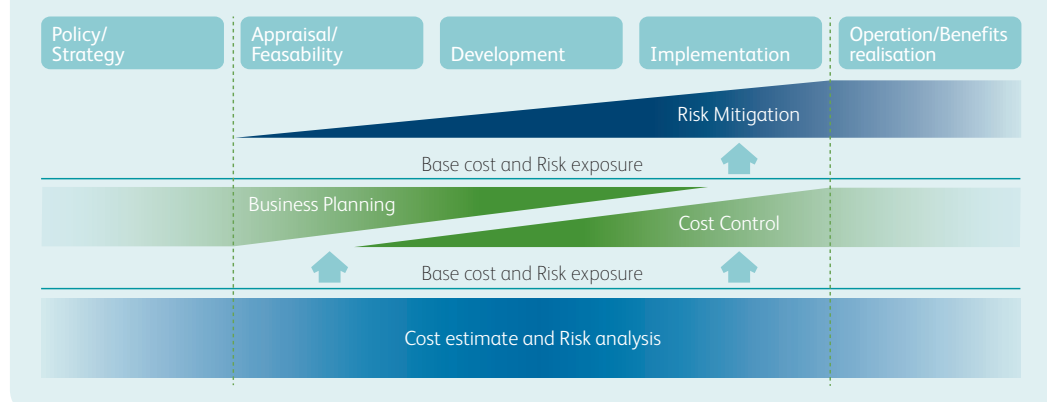 Policy/
Strategy
Appraisal/
Feasability
Development
Implementation
Operation/Benefits
realisation
Risk Mitigation
Base cost and Risk exposure
Business Planning
Cost Control
Base cost and Risk exposure
Cost estimate and Risk analysis